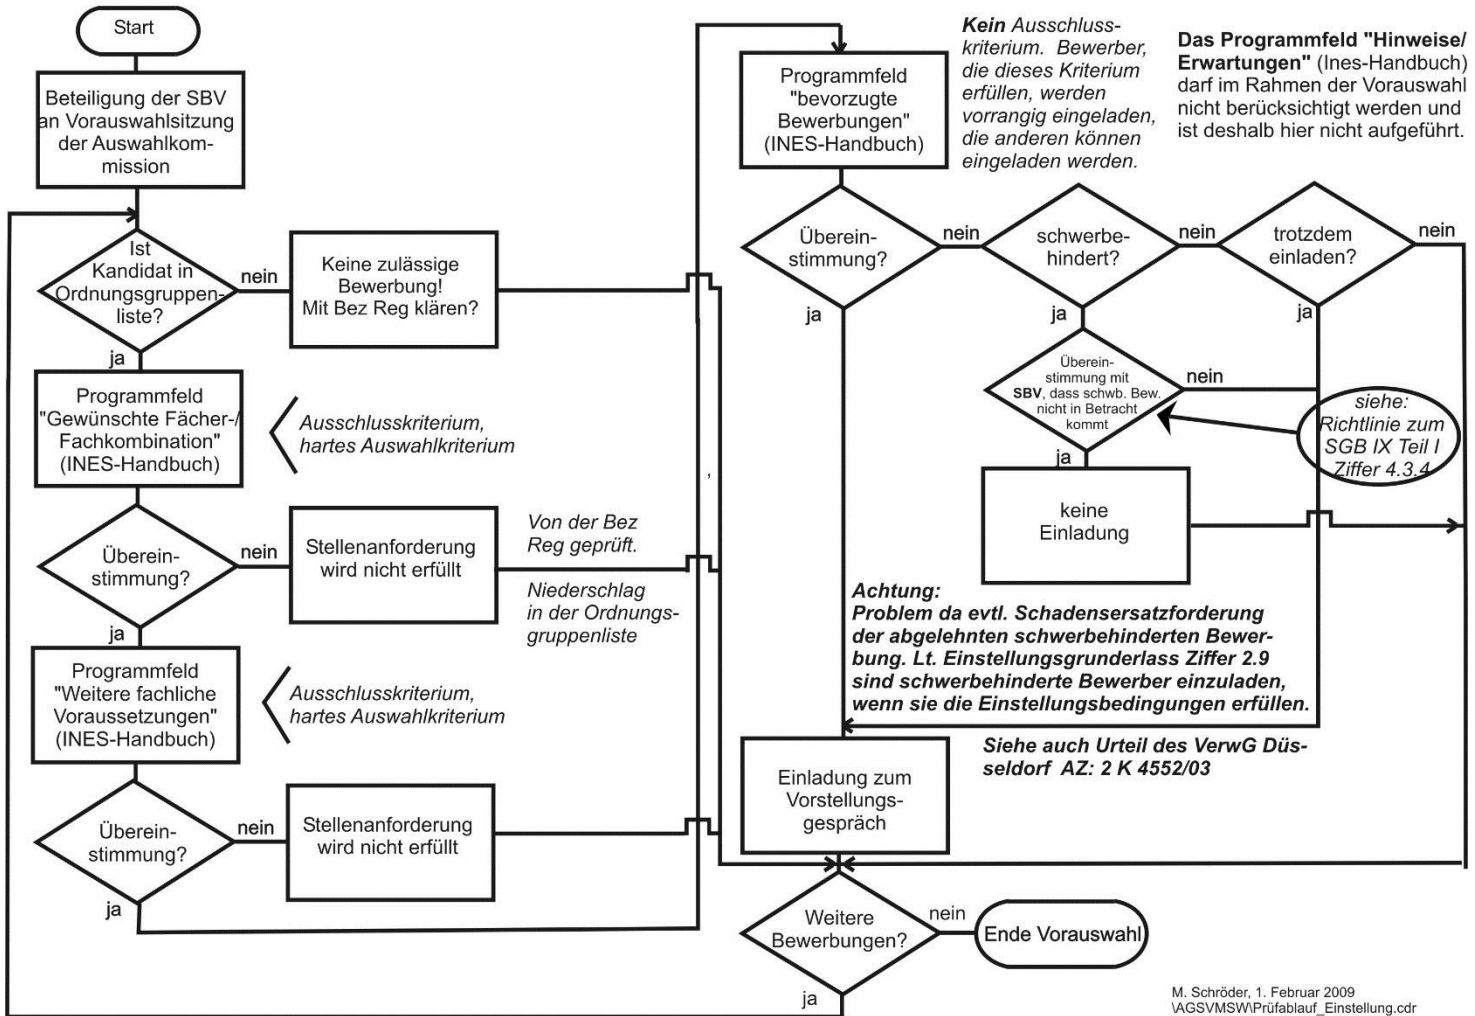 Start
Beteiligung der SBV
an Vorauswahlsitzung
der Auswahlkom-
mission
Ist
Kandidat in
Ordnungsgruppen-
liste?
nein
Keine zulässige
Bewerbung!
Mit Bez Reg klären?
ja
Programmfeld
"Gewünschte Fächer-/
Fachkombination"
(INES-Handbuch)
Ausschlusskriterium,
hartes Auswahlkriterium
Überein-
stimmung?
nein
Stellenanforderung
wird nicht erfüllt
Von der Bez
Reg geprüft.
Niederschlag
in der Ordnungs-
gruppenliste
ja
Programmfeld
"Weitere fachliche
Voraussetzungen"
(INES-Handbuch)
Ausschlusskriterium,
hartes Auswahlkriterium
Überein-
stimmung?
nein
Stellenanforderung
wird nicht erfüllt
ja
,
Programmfeld
"bevorzugte
Bewerbungen"
(INES-Handbuch)
Kein Ausschluss-
kriterium. Bewerber,
die dieses Kriterium
erfüllen, werden
vorrangig eingeladen,
die anderen können
eingeladen werden.
Das Programmfeld "Hinweise/
Erwartungen" (Ines-Handbuch)
darf im Rahmen der Vorauswahl
nicht berücksichtigt werden und
ist deshalb hier nicht aufgeführt.
Überein-
stimmung?
nein
schwerbe-
hindert?
nein
trotzdem
einladen?
nein
ja
ja
ja
Überein-
stimmung mit
SBV, dass schwb. Bew.
nicht in Betracht
kommt
nein
siehe:
Richtlinie zum
SGB IX Teil I
Ziffer 4.3.4
ja
keine
Einladung
Achtung:
Problem da evtl. Schadensersatzforderung
der abgelehnten schwerbehinderten Bewer-
bung. Lt. Einstellungsgrunderlass Ziffer 2.9
sind schwerbehinderte Bewerber einzuladen,
wenn sie die Einstellungsbedingungen erfüllen.
Siehe auch Urteil des VerwG Düs-
seldorf AZ: 2 K 4552/03
Einladung zum
Vorstellungs-
gespräch
Weitere
Bewerbungen?
nein
Ende Vorauswahl
ja
M. Schröder, 1. Februar 2009
\AGSVMSW\Prüfablauf_Einstellung.cdr